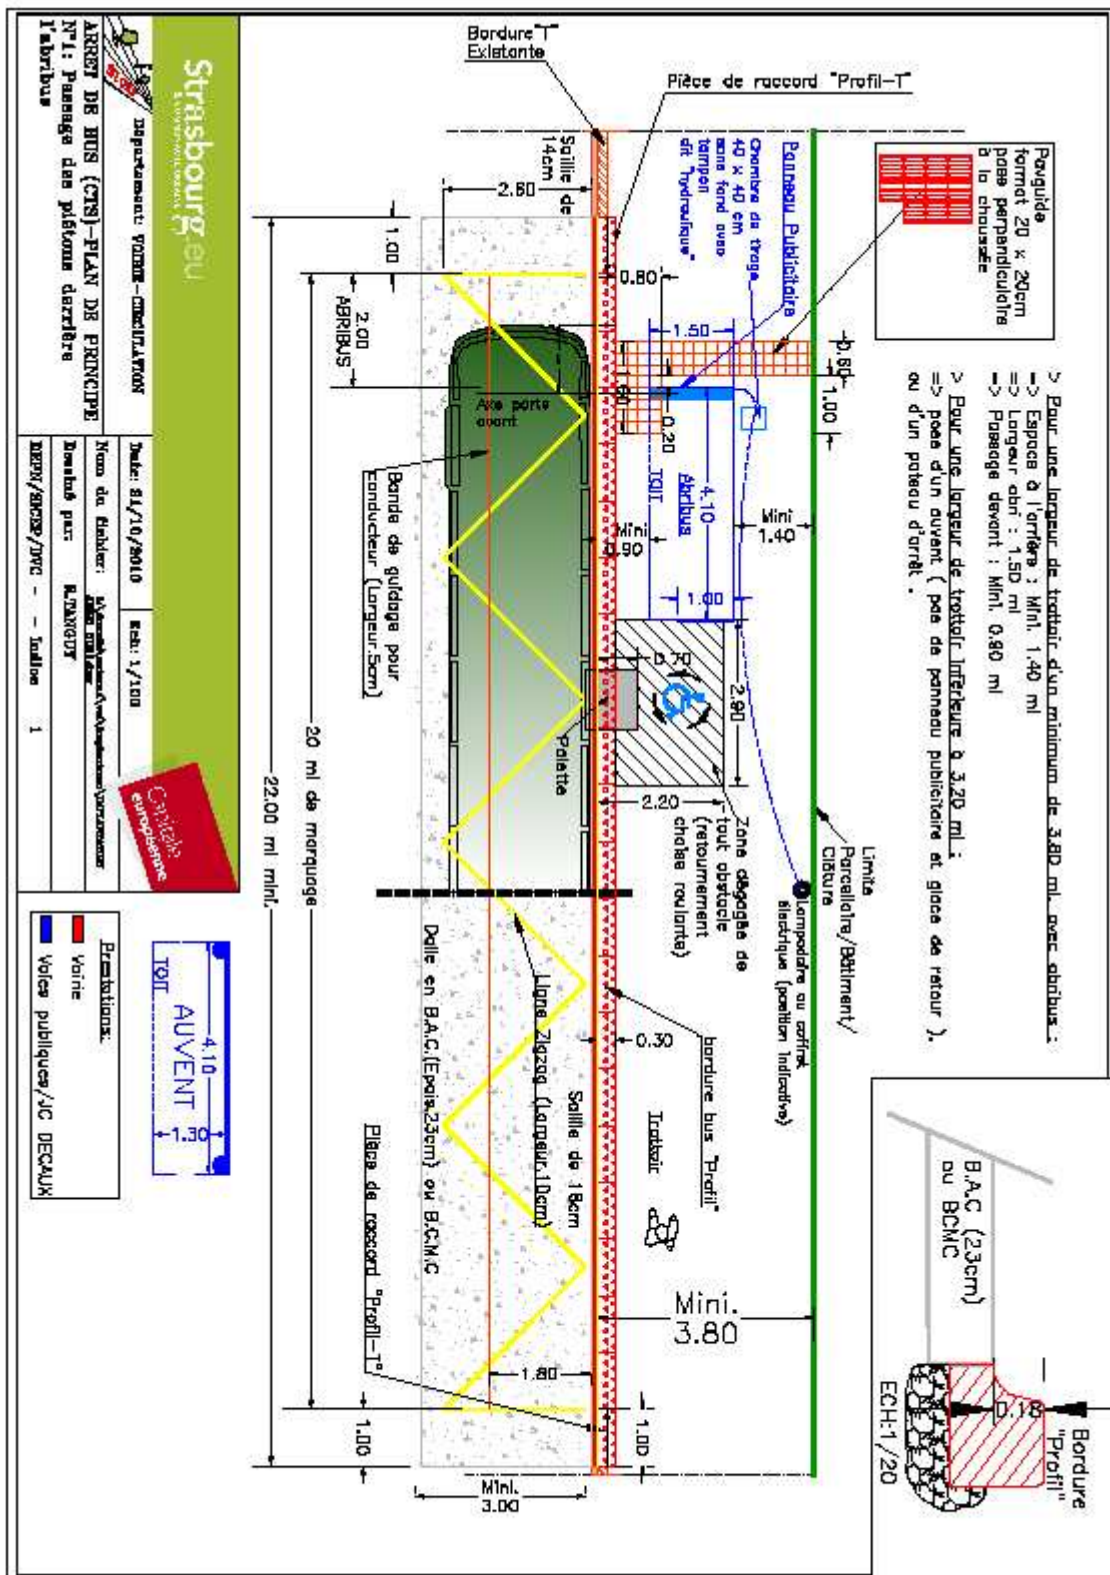 Pavguide
format 20 x 20cm
pose perpendiculaire
à la chaussée
> Pour une largeur de trottoir d'un minimum de 3.80 ml, avec abribus :
=> Espace à l'arrière : Mini. 1.40 ml
=> Largeur abri : 1.50 ml
=> Passage devant : Mini. 0.90 ml
> Pour une largeur de trottoir inférieure à 3.20 ml :
=> pose d'un auvent ( pas de panneau publicitaire et glace de retour ).
ou d'un poteau d'arrêt .
B.A.C (23cm)
ou BCMC
0.18
Bordure
"Profil"
ECH:1/20
Bordure"T"
Existante
Pièce de raccord "Profil-T"
Panneau Publicitaire
Chambre de tirage
40 x 40 cm
sans fond avec
tampon
dit "hydraulique"
Saillie de
14cm
2.60
1.00
0.80
1.50
0.60
1.00
0.20
2.00
ABRIBUS
Axe porte
avant
TOIT
Abribus
4.10
Mini
1.40
Mini
0.90
1.00
0.70
2.90
2.20
Palette
Bande de guidage pour
conducteur (Largeur.5cm)
Zone dégagée de
tout obstacle
(retournement
chaise roulante)
Limite
Parcellaire/Bâtiment/
Clôture
Lampadaire ou coffret
électrique (position indicative)
bordure bus "Profil"
0.30
Trottoir
Saillie de 18cm
Ligne Zigzag (Largeur.10cm)
Dalle en B.A.C.(Epais.23cm) ou B.C.M.C
Pièce de raccord "Profil-T"
Mini.
3.80
1.80
1.00
1.00
Mini.
3.00
20 ml de marquage
22.00 ml mini.
AUVENT
TOIT
4.10
1.30
Prestations:
Voirie
Voies publiques/JC DECAUX
Strasbourg.eu
Capitale
européenne
Département: VOIRIE-CIRCULATION
ARRET DE BUS (CTS)-PLAN DE PRINCIPE
N°1: Passage des piétons derrière
l'abribus
Date: 21/10/2010
Ech: 1/100
Nom du fichier:
Dessiné par: R.TANGUY
Indice 1